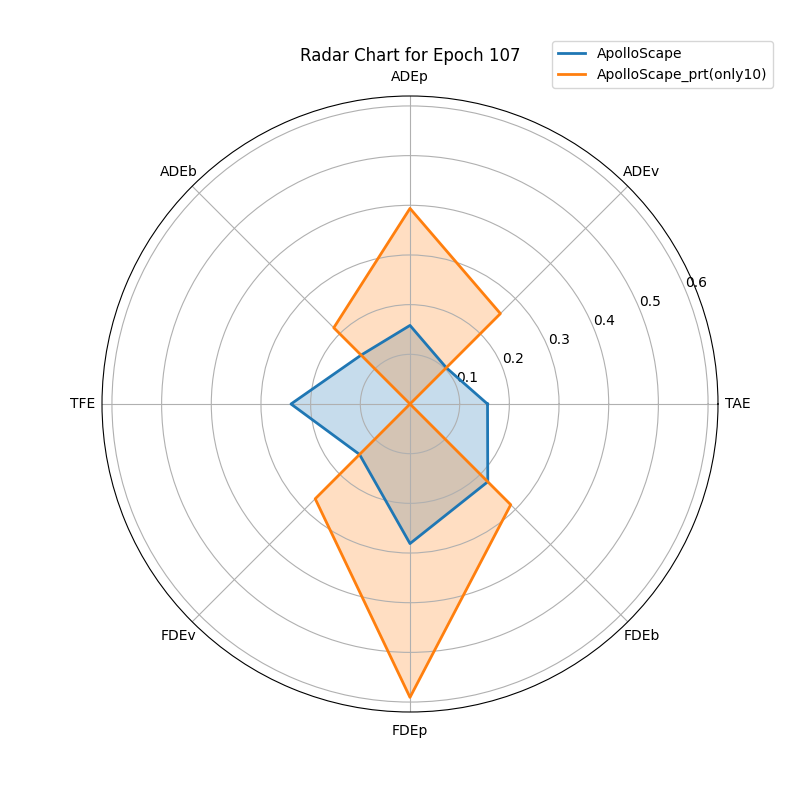 Radar Chart for Epoch 107
ApolloScape
ApolloScape_prt(only10)
ADEp
ADEb
ADEv
0.6
0.5
0.4
0.3
0.2
0.1
TFE
TAE
FDEv
FDEb
FDEp